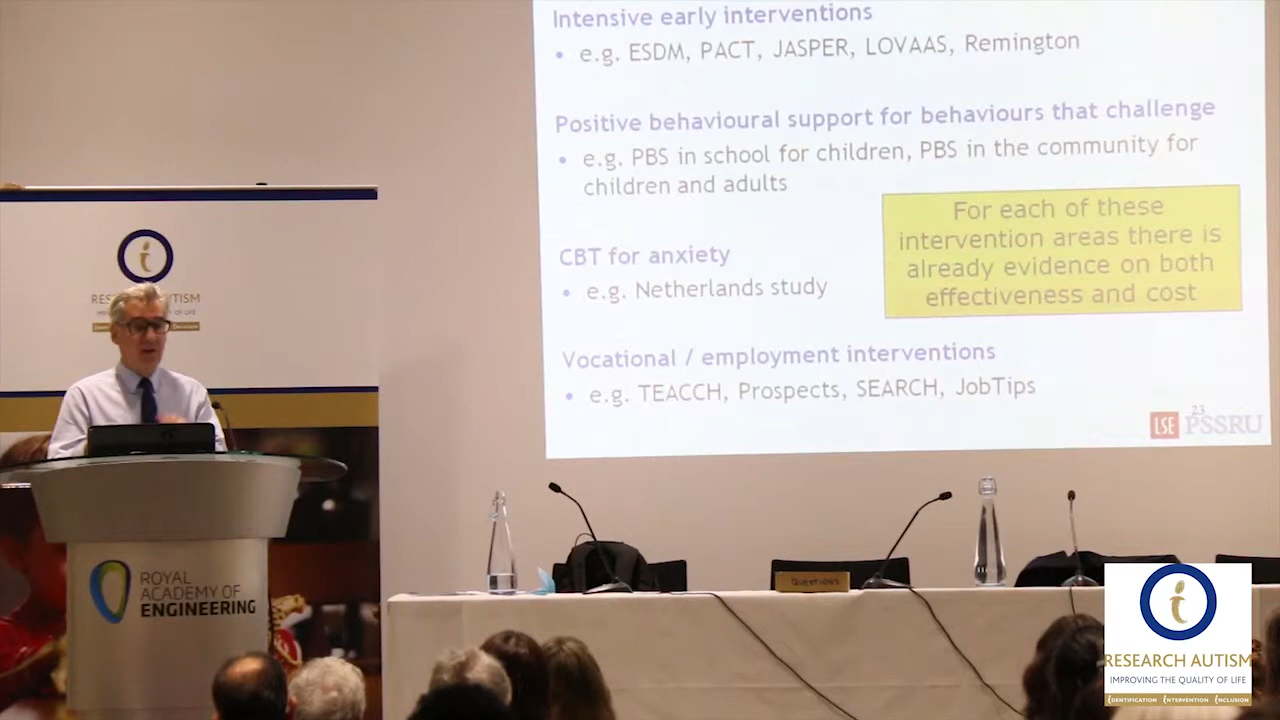 Intensive early interventions
• e.g. ESDM, PACT, JASPER, LOVAAS, Remington
Positive behavioural support for behaviours that challenge
• e.g. PBS in school for children, PBS in the community for
children and adults
For each of these
intervention areas there is
already evidence on both
effectiveness and cost
CBT for anxiety
• e.g. Netherlands study
Vocational / employment interventions
• e.g. TEACCH, Prospects, SEARCH, JobTips
23
LSE PSSRU
ROYAL
ACADEMY OF
ENGINEERING
QUESTIONS
RESEARCH AUTISM
IMPROVING THE QUALITY OF LIFE
IDENTIFICATION INTERVENTION INCLUSION